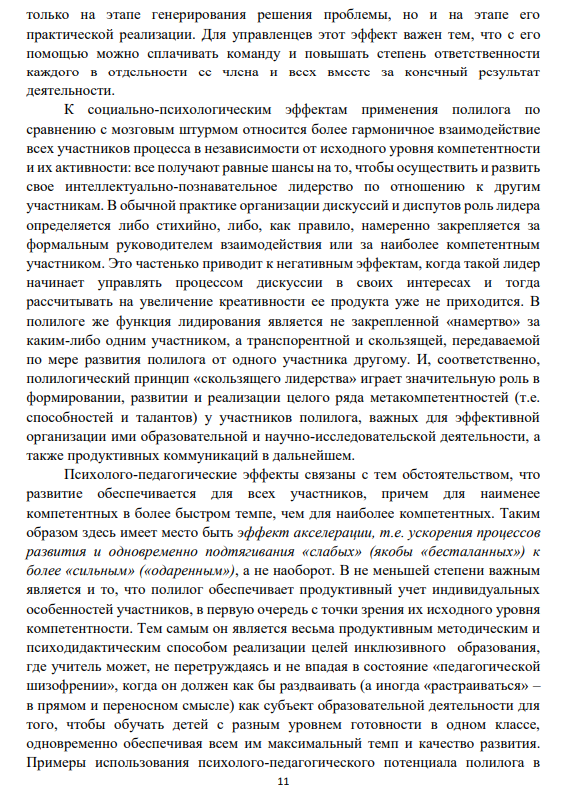 только на этапе генерирования решения проблемы, но и на этапе его
практической реализации. Для управленцев этот эффект важен тем, что с его
помощью можно сплачивать команду и повышать степень ответственности
каждого в отдельности ее члена и всех вместе за конечный результат
деятельности.
К социально-психологическим эффектам применения полилога по
сравнению с мозговым штурмом относится более гармоничное взаимодействие
всех участников процесса в независимости от исходного уровня компетентности
и их активности: все получают равные шансы на то, чтобы осуществить и развить
свое интеллектуально-познавательное лидерство по отношению к другим
участникам. В обычной практике организации дискуссий и диспутов роль лидера
определяется либо стихийно, либо, как правило, намеренно закрепляется за
формальным руководителем взаимодействия или за наиболее компетентным
участником. Это частенько приводит к негативным эффектам, когда такой лидер
начинает управлять процессом дискуссии в своих интересах и тогда
рассчитывать на увеличение креативности ее продукта уже не приходится. В
полилоге же функция лидирования является не закрепленной «намертво» за
каким-либо одним участником, а транспорентной и скользящей, передаваемой
по мере развития полилога от одного участника другому. И, соответственно,
полилогический принцип «скользящего лидерства» играет значительную роль в
формировании, развитии и реализации целого ряда метакомпетентностей (т.е.
способностей и талантов) у участников полилога, важных для эффективной
организации ими образовательной и научно-исследовательской деятельности, а
также продуктивных коммуникаций в дальнейшем.
Психолого-педагогические эффекты связаны с тем обстоятельством, что
развитие обеспечивается для всех участников, причем для наименее
компетентных в более быстром темпе, чем для наиболее компетентных. Таким
образом здесь имеет место быть эффект акселерации, т.е. ускорения процессов
развития и одновременно подтягивания «слабых» (якобы «бесталанных») к
более «сильным» («одаренным»), а не наоборот. В не меньшей степени важным
является и то, что полилог обеспечивает продуктивный учет индивидуальных
особенностей участников, в первую очередь с точки зрения их исходного уровня
компетентности. Тем самым он является весьма продуктивным методическим и
психодидактическим способом реализации целей инклюзивного образования,
где учитель может, не перетруждаясь и не впадая в состояние «педагогической
шизофрении», когда он должен как бы раздваивать (а иногда «растраиваться» –
в прямом и переносном смысле) как субъект образовательной деятельности для
того, чтобы обучать детей с разным уровнем готовности в одном классе,
одновременно обеспечивая всем им максимальный темп и качество развития.
Примеры использования психолого-педагогического потенциала полилога в
11